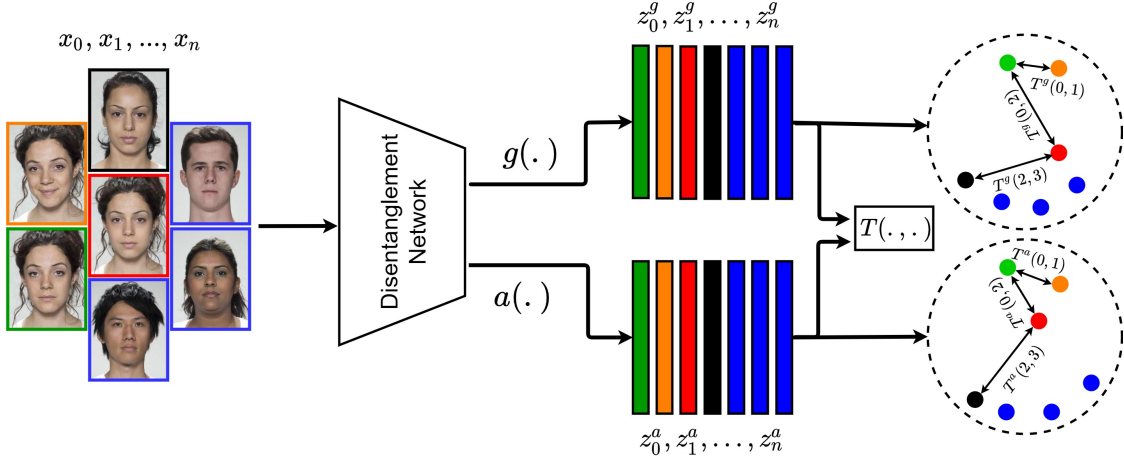 x_0, x_1, ..., x_n
Disentanglement
Network
g(. )
a(. )
z_0^g, z_1^g, . . . , z_n^g
z_0^a, z_1^a, . . . , z_n^a
T(. , . )
T^g(0, 1)
T^g(0, 2)
T^g(2, 3)
T^a(0, 1)
T^a(0, 2)
T^a(2, 3)